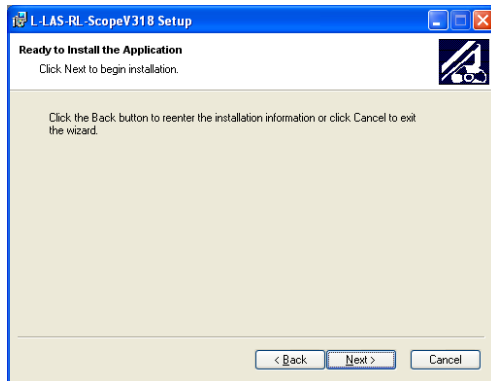 L-LAS-RL-ScopeV318 Setup
Ready to Install the Application
Click Next to begin installation.
Click the Back button to reenter the installation information or click Cancel to exit
the wizard.
< Back Next > Cancel